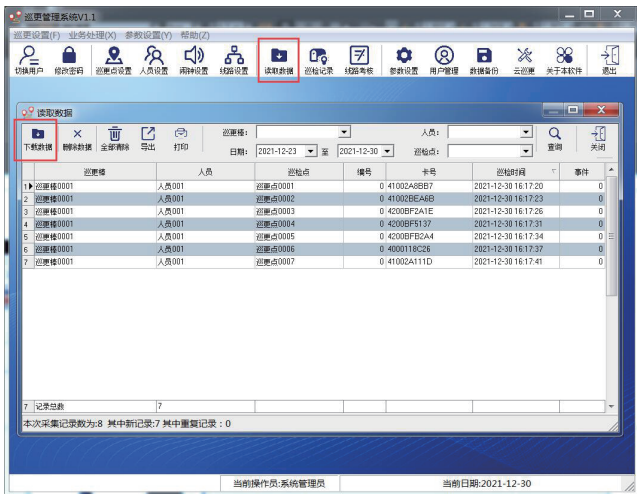 巡更管理系统V1.1
巡更设置(F) 业务处理(X) 参数设置(Y) 帮助(Z)
切换用户 修改密码 巡更点设置 人员设置 闹钟设置 线路设置 读取数据 巡检记录 线路考核 参数设置 用户管理 数据备份 云巡更 关于本软件 退出
读取数据
下载数据 删除数据 全部清除 导出 打印 巡更棒： 人员： 查询 关闭
日期： 2021-12-23 至 2021-12-30 巡检点：
巡更棒 人员 巡检点 编号 卡号 巡检时间 事件
1 巡更棒0001 人员001 巡更点0001 0 41002A8BB7 2021-12-30 16:17:20 0
2 巡更棒0001 人员001 巡更点0002 0 41002BEA6B 2021-12-30 16:17:23 0
3 巡更棒0001 人员001 巡更点0003 0 4200BF2A1E 2021-12-30 16:17:26 0
4 巡更棒0001 人员001 巡更点0004 0 4200BF5137 2021-12-30 16:17:31 0
5 巡更棒0001 人员001 巡更点0005 0 4200BFB2A4 2021-12-30 16:17:34 0
6 巡更棒0001 人员001 巡更点0006 0 4000118C26 2021-12-30 16:17:37 0
7 巡更棒0001 人员001 巡更点0007 0 41002A111D 2021-12-30 16:17:41 0
7 记录总数 7
本次采集记录数为:8 其中新记录:7 其中重复记录：0
当前操作员:系统管理员 当前日期:2021-12-30